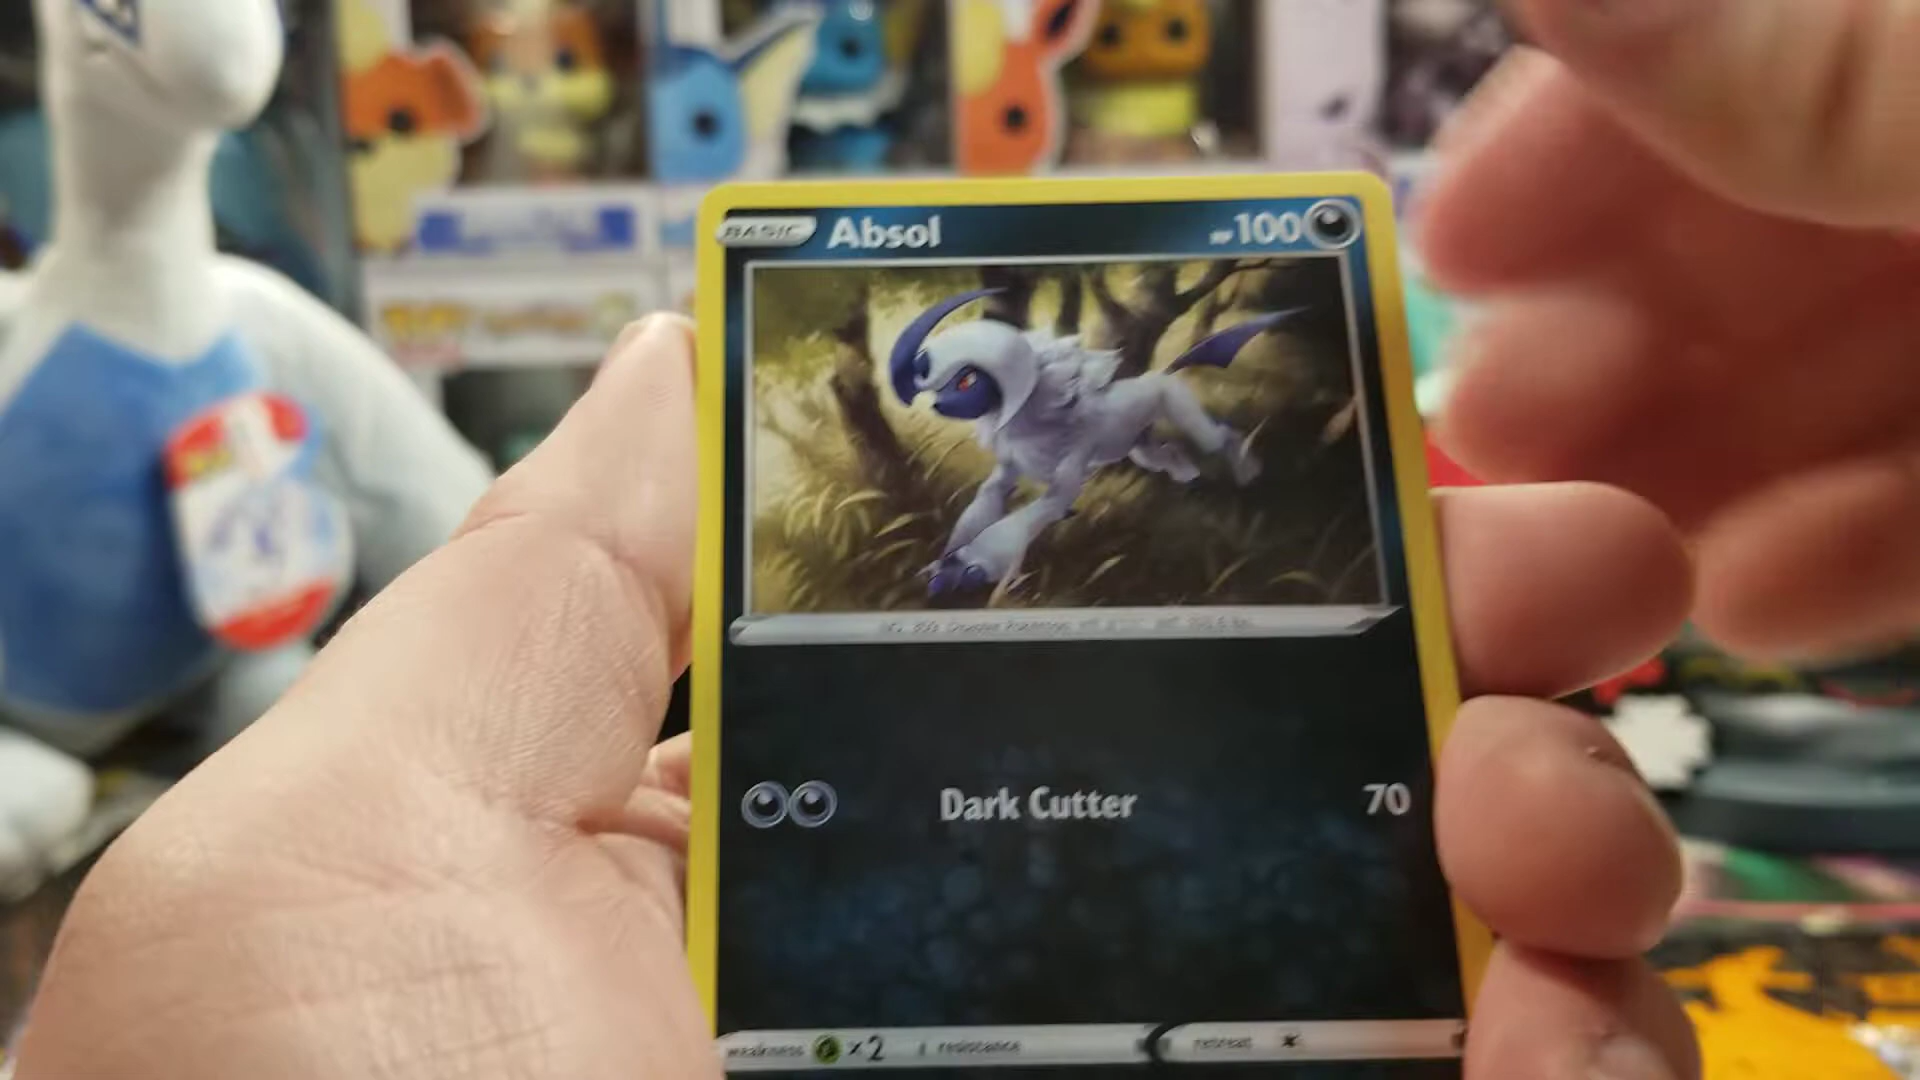 BASIC Absol HP100
Dark Cutter 70
weakness ×2 resistance retreat